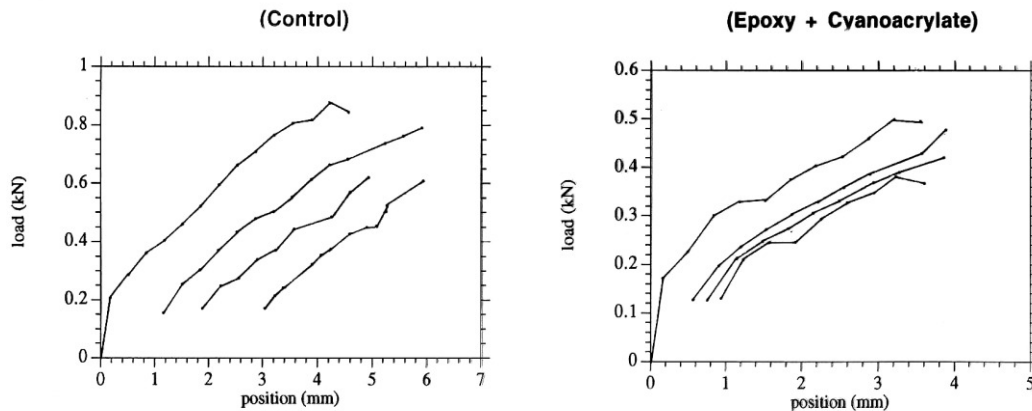 (Control)
1
0.8
0.6
0.4
0.2
0
load (kN)
0 1 2 3 4 5 6 7
position (mm)
(Epoxy + Cyanoacrylate)
0.6
0.5
0.4
0.3
0.2
0.1
0
load (kN)
0 1 2 3 4 5
position (mm)